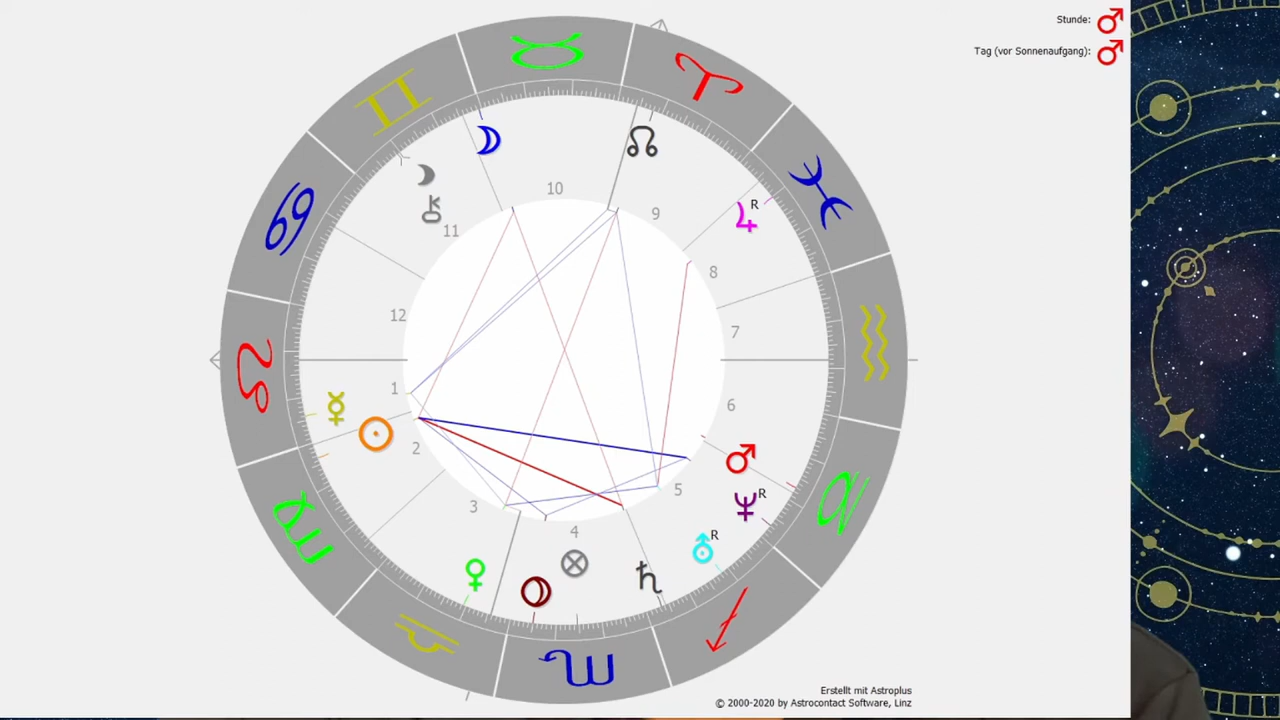 Stunde:
Tag (vor Sonnenaufgang):
10
9
R
11
8
12
7
1
6
2
5
R
3
4
R
Erstellt mit Astroplus
© 2000-2020 by Astrocontact Software, Linz